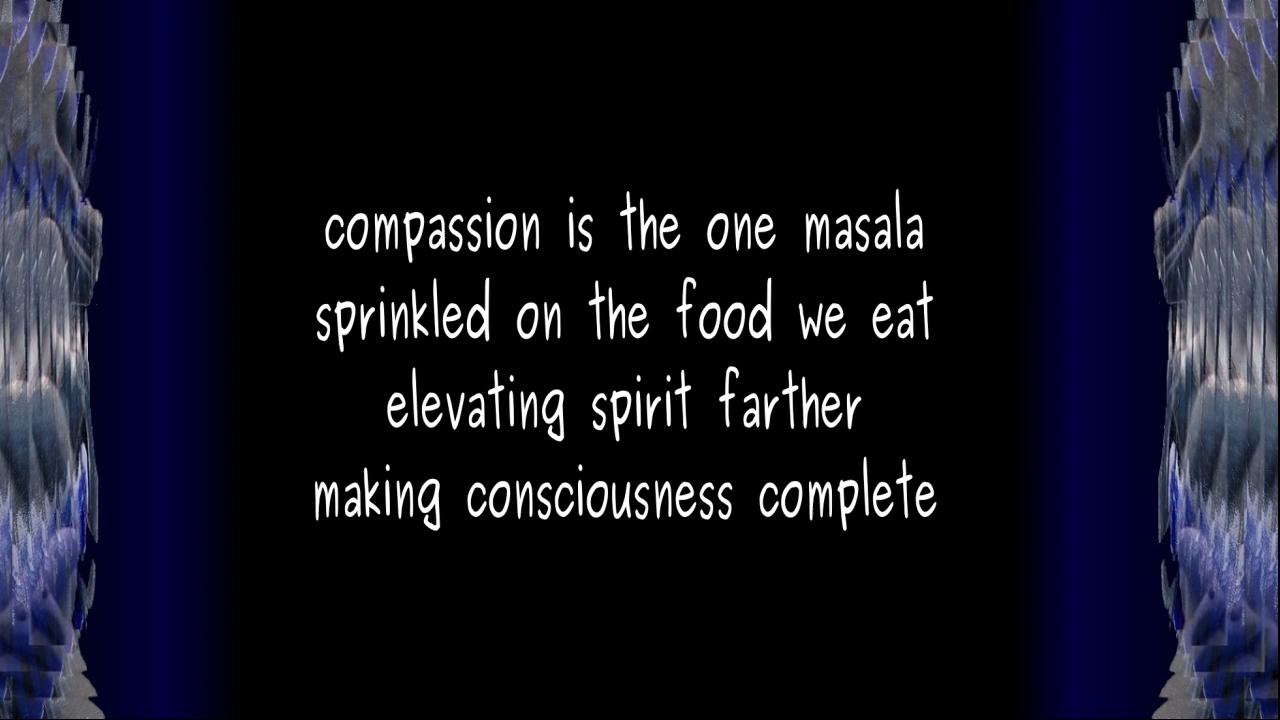 compassion is the one masala
sprinkled on the food we eat
elevating spirit farther
making consciousness complete